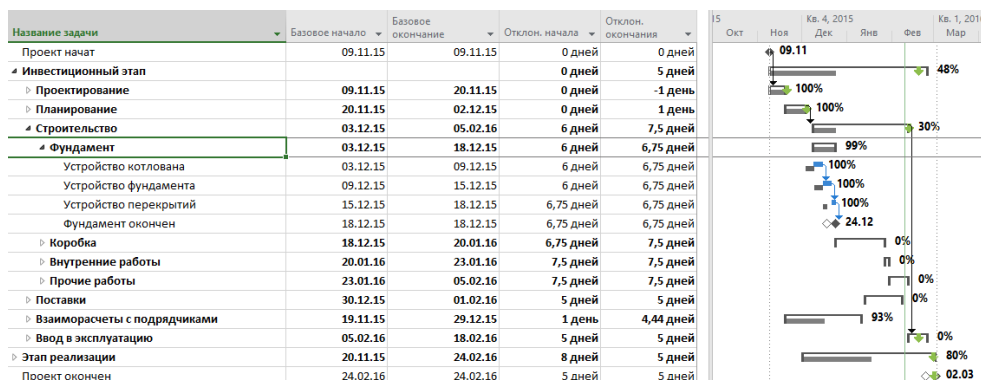 Название задачи Базовое начало Базовое окончание Отклон. начала Отклон. окончания
15 Кв. 4, 2015 Кв. 1, 201
Окт Ноя Дек Янв Фев Мар
Проект начат 09.11.15 09.11.15 0 дней 0 дней 09.11
Инвестиционный этап 0 дней 5 дней 48%
Проектирование 09.11.15 20.11.15 0 дней -1 день 100%
Планирование 20.11.15 02.12.15 0 дней 1 день 100%
Строительство 03.12.15 05.02.16 6 дней 7,5 дней 30%
Фундамент 03.12.15 18.12.15 6 дней 6,75 дней 99%
Устройство котлована 03.12.15 09.12.15 6 дней 6,75 дней 100%
Устройство фундамента 09.12.15 15.12.15 6 дней 6,75 дней 100%
Устройство перекрытий 15.12.15 18.12.15 6,75 дней 6,75 дней 100%
Фундамент окончен 18.12.15 18.12.15 6,75 дней 6,75 дней 24.12
Коробка 18.12.15 20.01.16 6,75 дней 7,5 дней 0%
Внутренние работы 20.01.16 23.01.16 7,5 дней 7,5 дней 0%
Прочие работы 23.01.16 05.02.16 7,5 дней 7,5 дней 0%
Поставки 30.12.15 01.02.16 5 дней 5 дней 0%
Взаиморасчеты с подрядчиками 19.11.15 29.12.15 1 день 4,44 дней 93%
Ввод в эксплуатацию 05.02.16 18.02.16 5 дней 5 дней 0%
Этап реализации 20.11.15 24.02.16 8 дней 5 дней 80%
Проект окончен 24.02.16 24.02.16 5 дней 5 дней 02.03